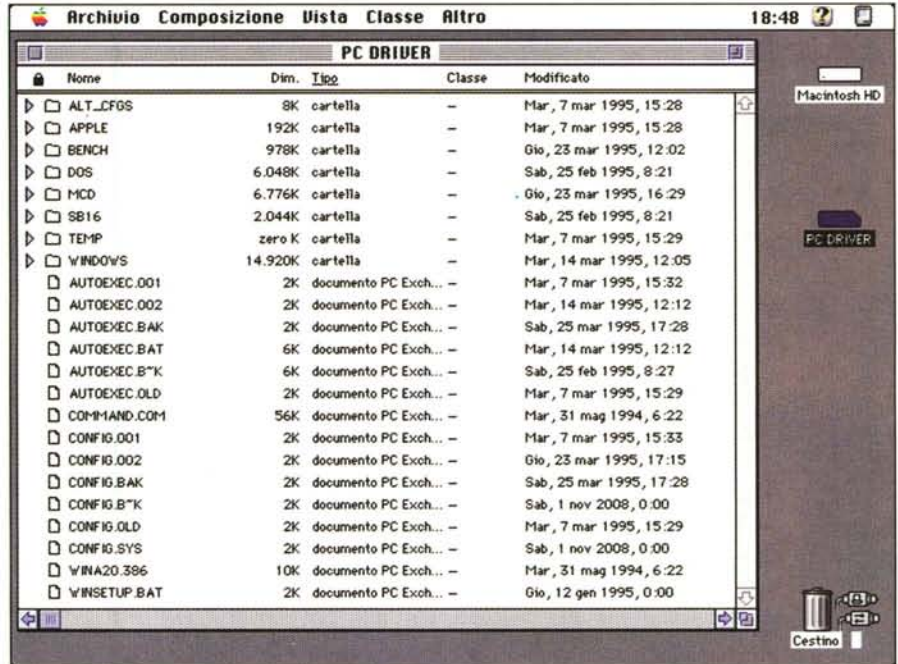 Archivio Composizione Vista Classe Altro 18:48
PC DRIVER
Nome Dim. Tipo Classe Modificato
ALT_CFGS 8K cartella – Mar, 7 mar 1995, 15:28
APPLE 192K cartella – Mar, 7 mar 1995, 15:28
BENCH 978K cartella – Gio, 23 mar 1995, 12:02
DOS 6.048K cartella – Sab, 25 feb 1995, 8:21
MCD 6.776K cartella – Gio, 23 mar 1995, 16:29
SB16 2.044K cartella – Sab, 25 feb 1995, 8:21
TEMP zero K cartella – Mar, 7 mar 1995, 15:29
WINDOWS 14.920K cartella – Mar, 14 mar 1995, 12:05
AUTOEXEC.001 2K documento PC Exch... – Mar, 7 mar 1995, 15:32
AUTOEXEC.002 2K documento PC Exch... – Mar, 14 mar 1995, 12:12
AUTOEXEC.BAK 2K documento PC Exch... – Sab, 25 mar 1995, 17:28
AUTOEXEC.BAT 6K documento PC Exch... – Mar, 14 mar 1995, 12:12
AUTOEXEC.B~K 6K documento PC Exch... – Sab, 25 feb 1995, 8:27
AUTOEXEC.OLD 2K documento PC Exch... – Mar, 7 mar 1995, 15:29
COMMAND.COM 56K documento PC Exch... – Mar, 31 mag 1994, 6:22
CONFIG.001 2K documento PC Exch... – Mar, 7 mar 1995, 15:33
CONFIG.002 2K documento PC Exch... – Gio, 23 mar 1995, 17:15
CONFIG.BAK 2K documento PC Exch... – Sab, 25 mar 1995, 17:28
CONFIG.B~K 2K documento PC Exch... – Sab, 1 nov 2008, 0:00
CONFIG.OLD 2K documento PC Exch... – Mar, 7 mar 1995, 15:29
CONFIG.SYS 2K documento PC Exch... – Sab, 1 nov 2008, 0:00
WINA20.386 10K documento PC Exch... – Mar, 31 mag 1994, 6:22
WINSETUP.BAT 2K documento PC Exch... – Gio, 12 gen 1995, 0:00
Macintosh HD
PC DRIVER
Cestino